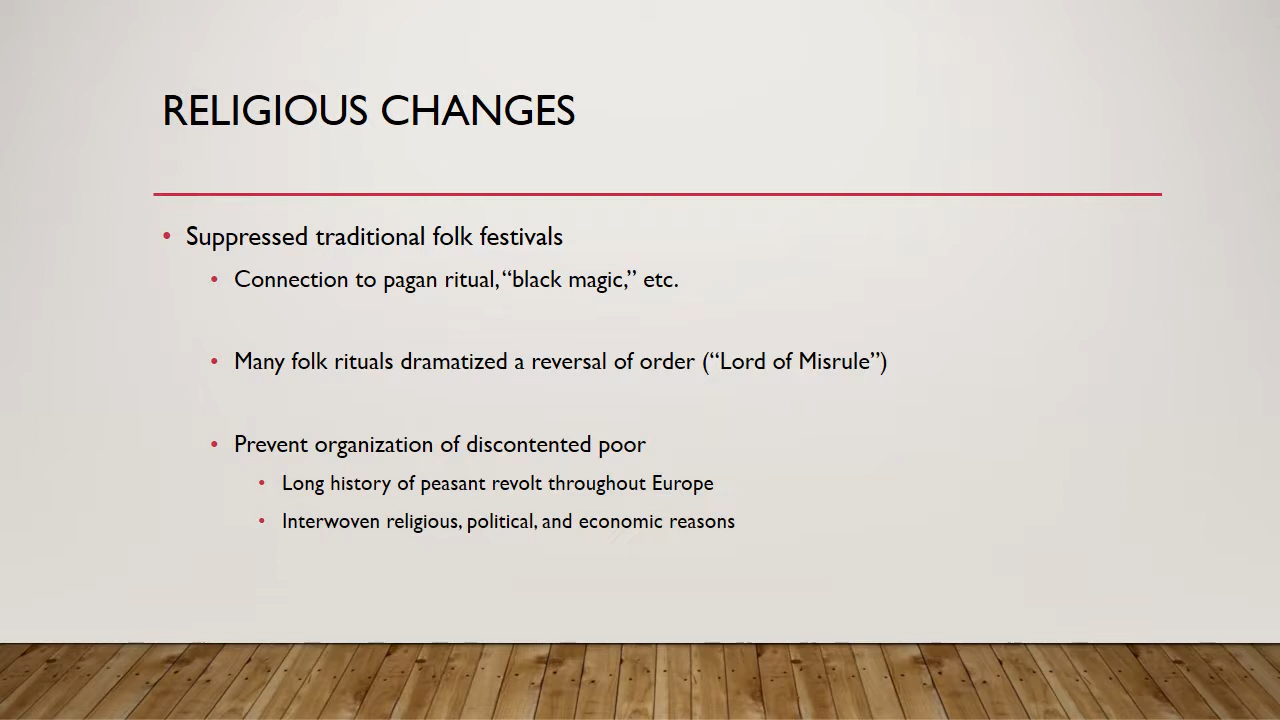 RELIGIOUS CHANGES
• Suppressed traditional folk festivals
• Connection to pagan ritual, “black magic,” etc.
• Many folk rituals dramatized a reversal of order (“Lord of Misrule”)
• Prevent organization of discontented poor
• Long history of peasant revolt throughout Europe
• Interwoven religious, political, and economic reasons